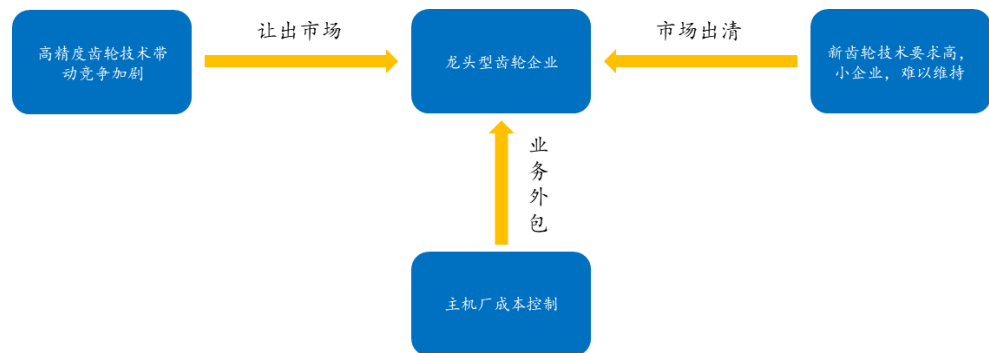 让出市场
市场出清
高精度齿轮技术带
动竞争加剧
龙头型齿轮企业
新齿轮技术要求高，
小企业，难以维持
业
务
外
包
主机厂成本控制